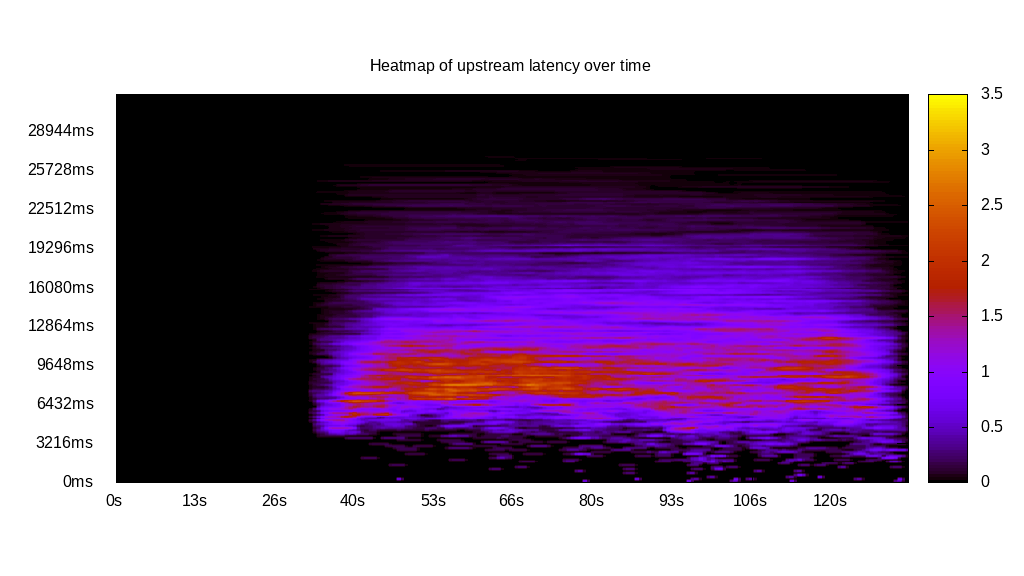 Heatmap of upstream latency over time
28944ms
25728ms
22512ms
19296ms
16080ms
12864ms
9648ms
6432ms
3216ms
0ms
0s 13s 26s 40s 53s 66s 80s 93s 106s 120s
3.5
3
2.5
2
1.5
1
0.5
0